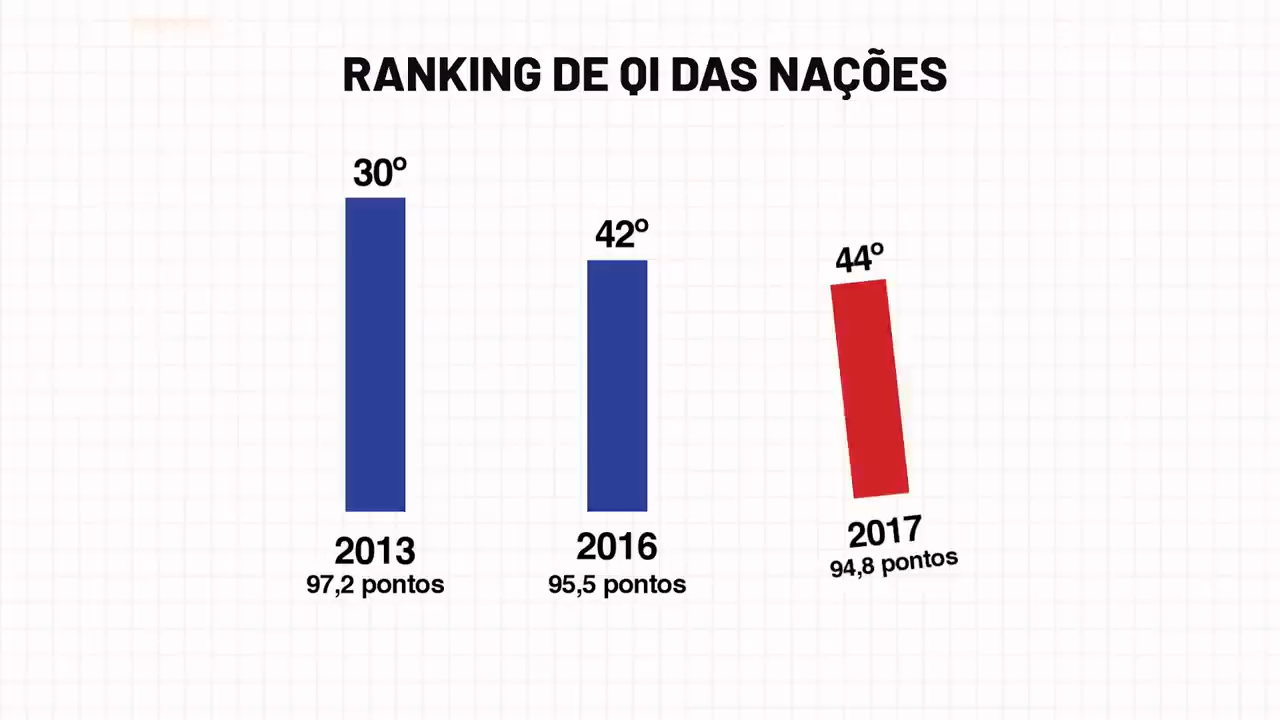 RANKING DE QI DAS NAÇÕES
30º
42º
44º
2013
97,2 pontos
2016
95,5 pontos
2017
94,8 pontos